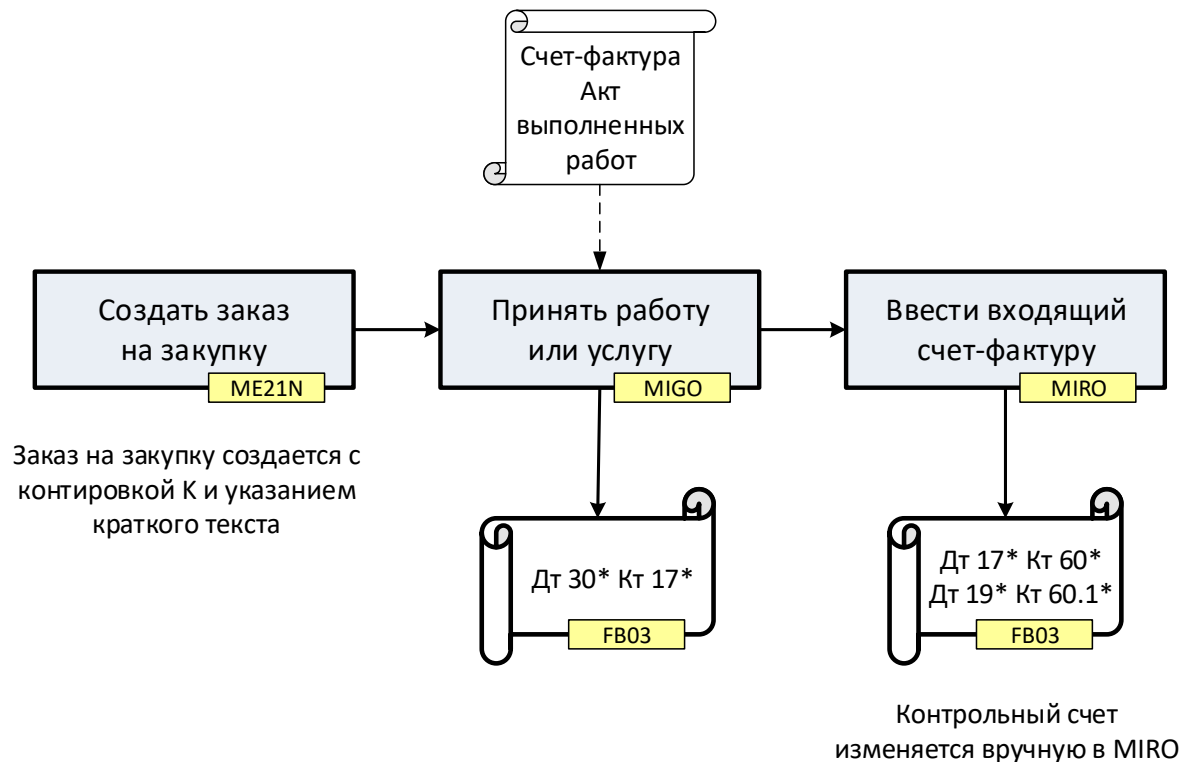 Счет-фактура
Акт
выполненных
работ
Создать заказ
на закупку
ME21N
Принять работу
или услугу
MIGO
Ввести входящий
счет-фактуру
MIRO
Заказ на закупку создается с
контировкой К и указанием
краткого текста
Дт 30* Кт 17*
FB03
Дт 17* Кт 60*
Дт 19* Кт 60.1*
FB03
Контрольный счет
изменяется вручную в MIRO